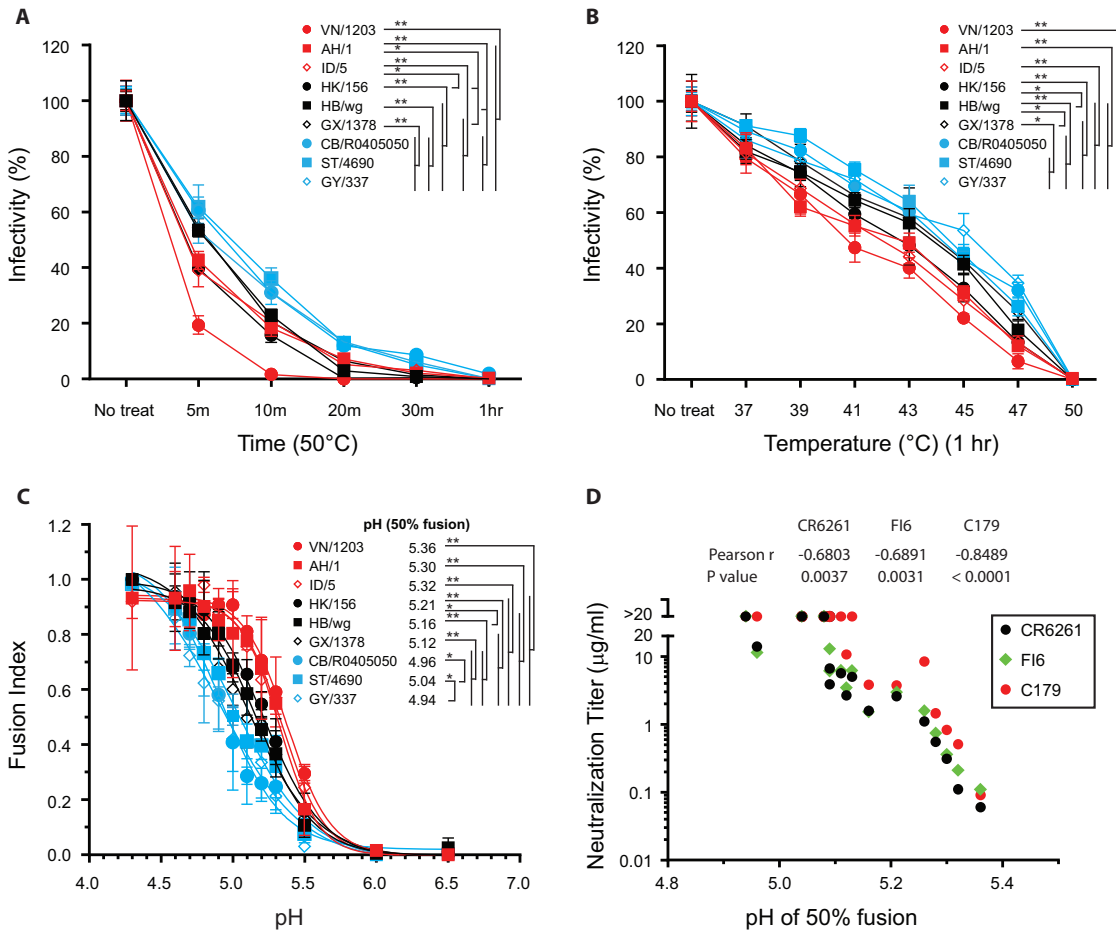 A
VN/1203 **
AH/1 **
*
ID/5 **
HK/156 *
**
HB/wg **
GX/1378 **
CB/R0405050
ST/4690
GY/337
120
100
80
60
40
20
0
Infectivity (%)
No treat 5m 10m 20m 30m 1hr
Time (50°C)
B
VN/1203 **
AH/1 **
ID/5 **
HK/156 **
*
HB/wg **
*
GX/1378 *
CB/R0405050
ST/4690
GY/337
120
100
80
60
40
20
0
Infectivity (%)
No treat 37 39 41 43 45 47 50
Temperature (°C) (1 hr)
C
pH (50% fusion)
VN/1203 5.36 **
AH/1 5.30 **
ID/5 5.32 **
HK/156 5.21 **
HB/wg 5.16 *
**
GX/1378 5.12 **
CB/R0405050 4.96 *
ST/4690 5.04 *
GY/337 4.94
1.2
1.0
0.8
0.6
0.4
0.2
0.0
Fusion Index
4.0 4.5 5.0 5.5 6.0 6.5 7.0
pH
D
CR6261 FI6 C179
Pearson r -0.6803 -0.6891 -0.8489
P value 0.0037 0.0031 < 0.0001
>20
20
10
1
0.1
0.01
Neutralization Titer (µg/ml)
CR6261
FI6
C179
4.8 5.0 5.2 5.4
pH of 50% fusion